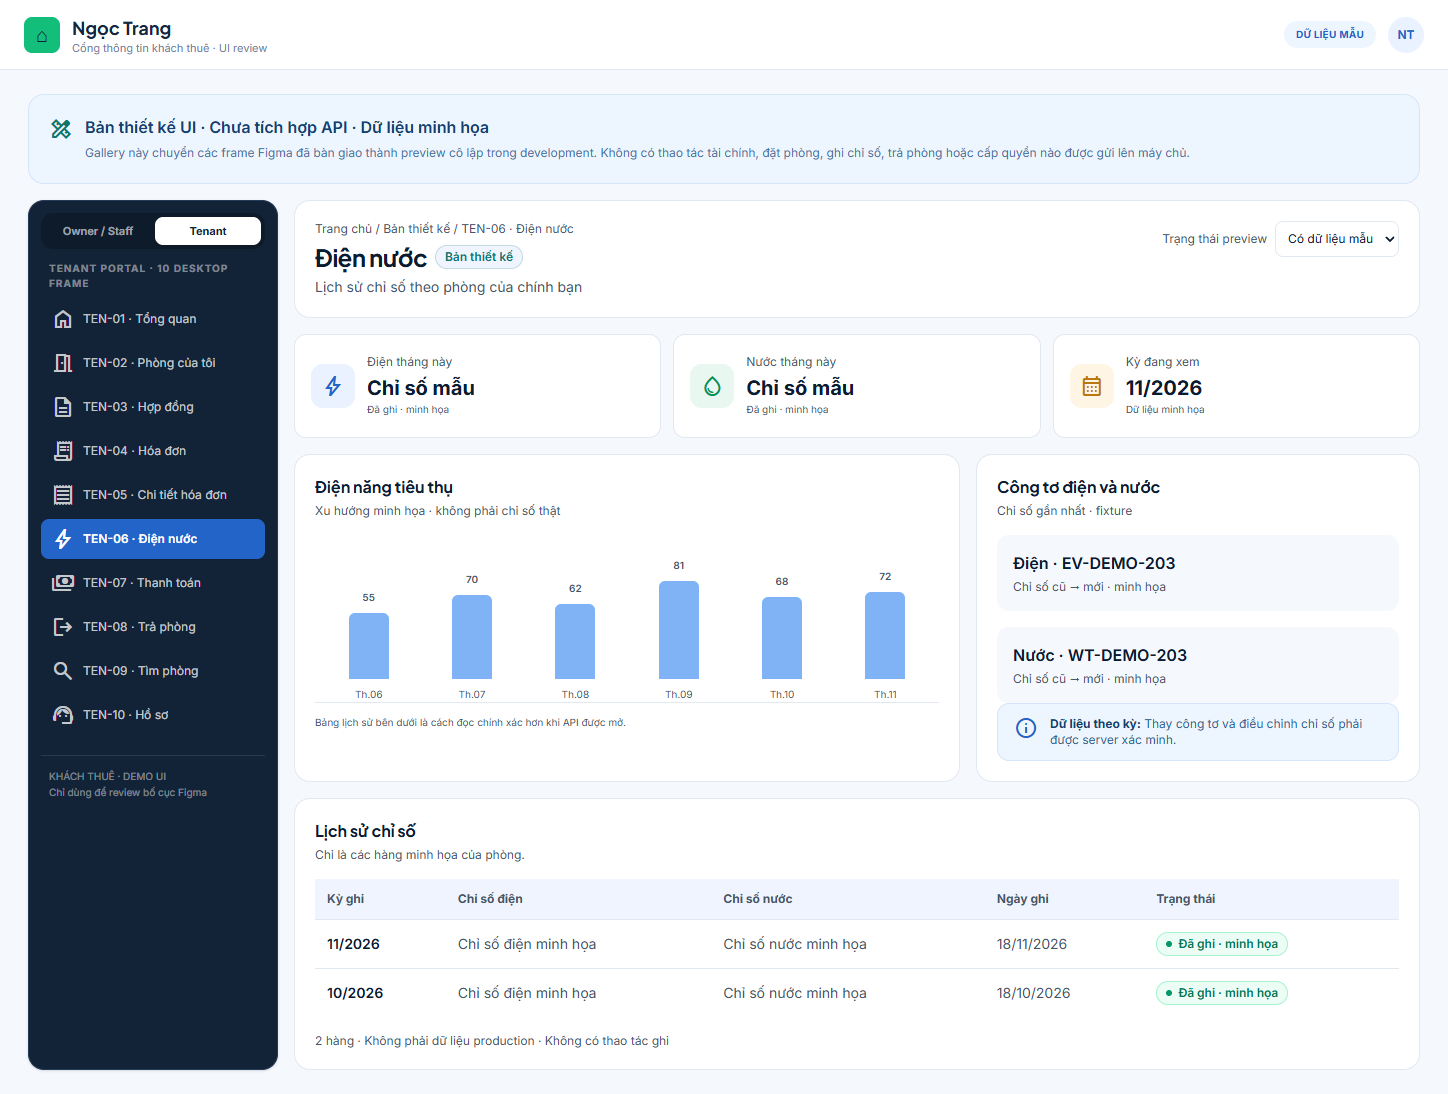 Ngọc Trang
Cổng thông tin khách thuê · UI review
DỮ LIỆU MẪU
NT
Bản thiết kế UI · Chưa tích hợp API · Dữ liệu minh họa
Gallery này chuyển các frame Figma đã bàn giao thành preview cô lập trong development. Không có thao tác tài chính, đặt phòng, ghi chỉ số, trả phòng hoặc cấp quyền nào được gửi lên máy chủ.
Owner / Staff
Tenant
TENANT PORTAL · 10 DESKTOP
FRAME
TEN-01 · Tổng quan
TEN-02 · Phòng của tôi
TEN-03 · Hợp đồng
TEN-04 · Hóa đơn
TEN-05 · Chi tiết hóa đơn
TEN-06 · Điện nước
TEN-07 · Thanh toán
TEN-08 · Trả phòng
TEN-09 · Tìm phòng
TEN-10 · Hồ sơ
KHÁCH THUÊ · DEMO UI
Chỉ dùng để review bố cục Figma
Trang chủ / Bản thiết kế / TEN-06 · Điện nước
Điện nước
Bản thiết kế
Lịch sử chỉ số theo phòng của chính bạn
Trạng thái preview
Có dữ liệu mẫu
Điện tháng này
Chỉ số mẫu
Đã ghi · minh họa
Nước tháng này
Chỉ số mẫu
Đã ghi · minh họa
Kỳ đang xem
11/2026
Dữ liệu minh họa
Điện năng tiêu thụ
Xu hướng minh họa · không phải chỉ số thật
55
70
62
81
68
72
Th.06
Th.07
Th.08
Th.09
Th.10
Th.11
Bảng lịch sử bên dưới là cách đọc chính xác hơn khi API được mở.
Công tơ điện và nước
Chỉ số gần nhất · fixture
Điện · EV-DEMO-203
Chỉ số cũ → mới · minh họa
Nước · WT-DEMO-203
Chỉ số cũ → mới · minh họa
Dữ liệu theo kỳ: Thay công tơ và điều chỉnh chỉ số phải
được server xác minh.
Lịch sử chỉ số
Chỉ là các hàng minh họa của phòng.
Kỳ ghi
Chỉ số điện
Chỉ số nước
Ngày ghi
Trạng thái
11/2026
Chỉ số điện minh họa
Chỉ số nước minh họa
18/11/2026
Đã ghi · minh họa
10/2026
Chỉ số điện minh họa
Chỉ số nước minh họa
18/10/2026
Đã ghi · minh họa
2 hàng · Không phải dữ liệu production · Không có thao tác ghi